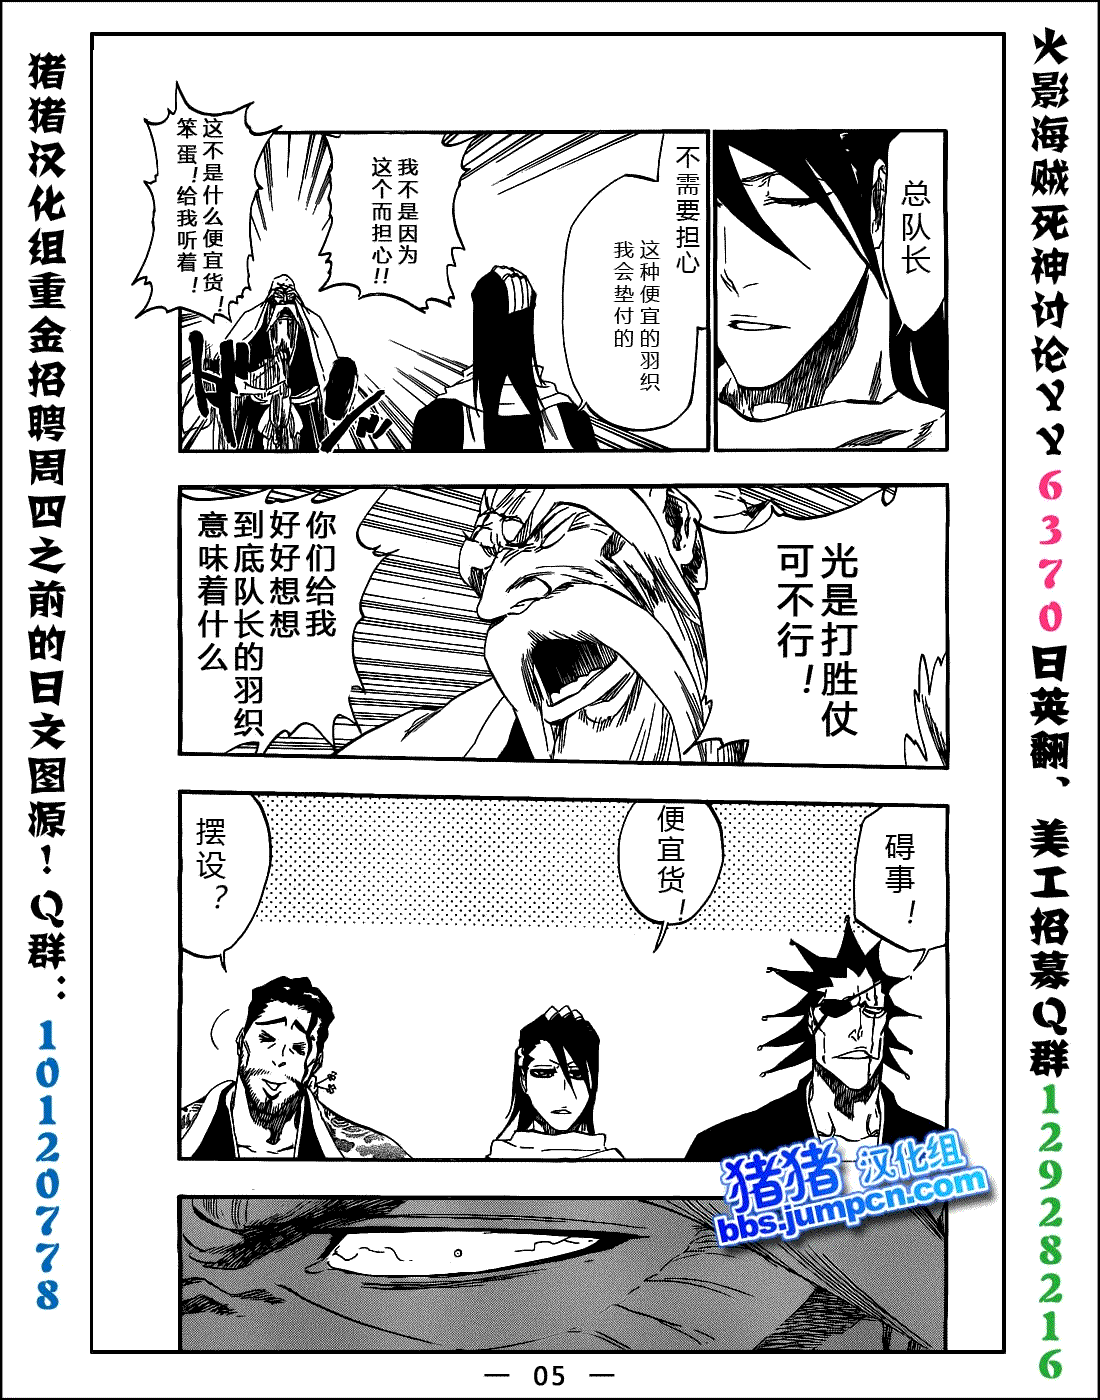 猪猪汉化组重金招聘周四之前的日文图源！Q群：101207​78
火影海贼死神讨论YY6370日英翻、美工招募Q群129928216
总队长
不需要担心
这种便宜的羽织
我会垫付的
我不是因为
这个而担心!!
这不是什么便宜货！
笨蛋！给我听着！
光是打胜仗
可不行！
你们给我
好好想想
到底队长的羽织
意味着什么
碍事！
便宜货！
摆设？
猪猪汉化组
bbs.jumpcn.com
— 05 —